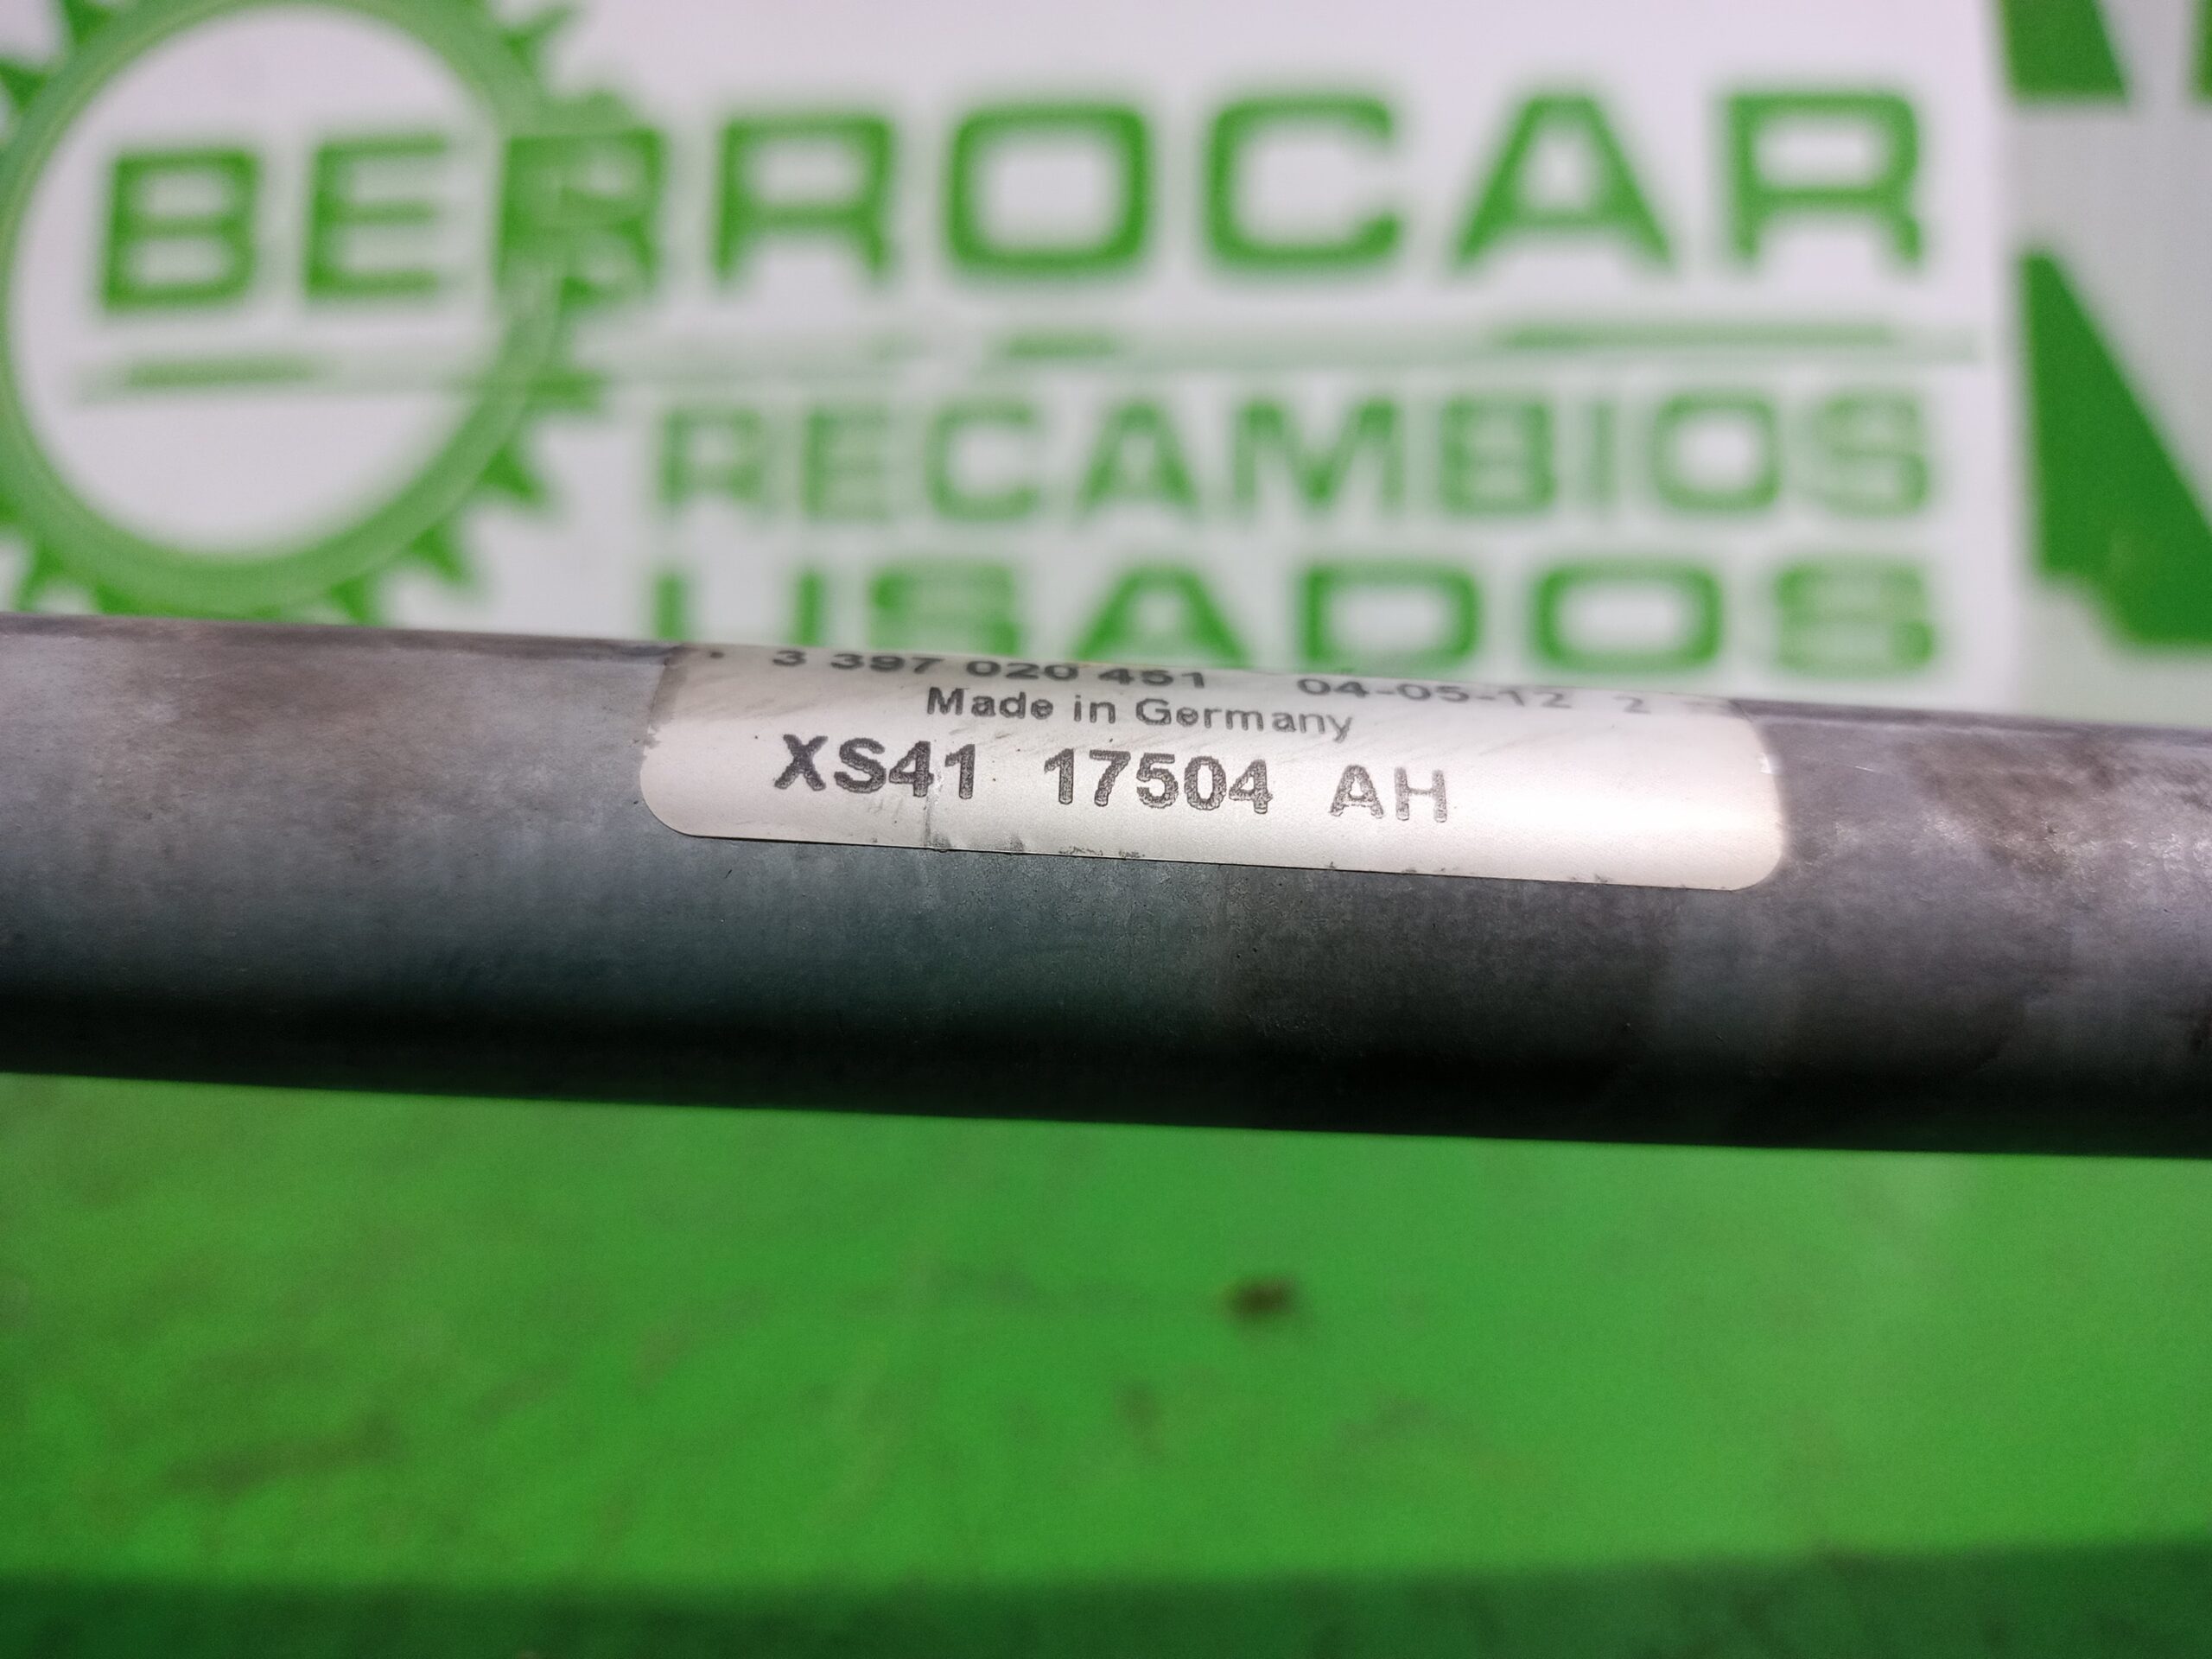 BERROCAR
RECAMBIOS
USADOS
3 397 020 451 04-05-12 2
Made in Germany
XS41 17504 AH